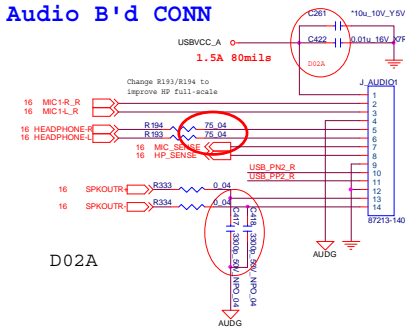 Audio B'd CONN
C261
*10u_10V_Y5V
USBVCC_A
C422
0.01u_16V_X7R
1.5A 80mils
D02A
Change R193/R194 to
improve HP full-scale
J_AUDIO1
16 MIC1-R_R
16 MIC1-L_R
16 HEADPHONE-R
R194
75_04
16 HEADPHONE-L
R193
75_04
16 MIC_SENSE
16 HP_SENSE
USB_PN2_R
USB_PP2_R
1
2
3
4
5
6
7
8
9
10
11
12
13
14
87213-140
16 SPKOUTR+
R333
0_04
16 SPKOUTR-
R334
0_04
C417
3300p_50V_NPO_04
C418
3300p_50V_NPO_04
D02A
AUDG
AUDG